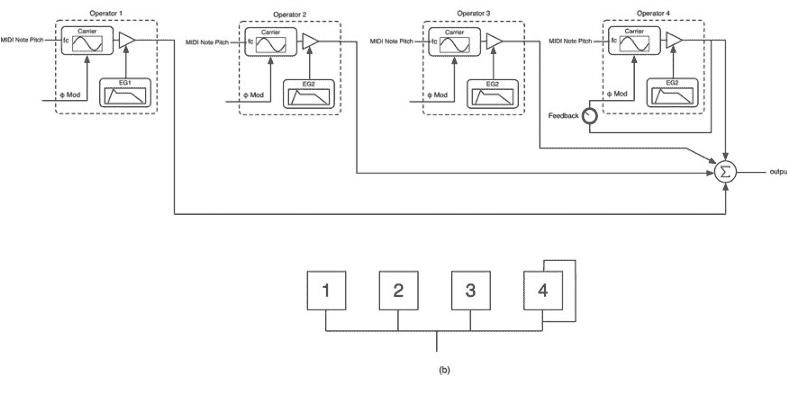 Operator 1
MIDI Note Pitch
fc
Carrier
EG1
ϕ Mod
Operator 2
MIDI Note Pitch
fc
Carrier
EG2
ϕ Mod
Operator 3
MIDI Note Pitch
fc
Carrier
EG2
ϕ Mod
Operator 4
MIDI Note Pitch
fc
Carrier
EG2
ϕ Mod
Feedback
Σ
output
1
2
3
4
(b)